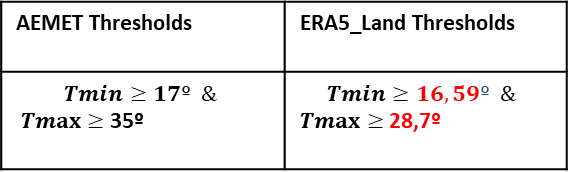 AEMET Thresholds
ERA5_Land Thresholds
Tmin ≥ 17º &
Tmax ≥ 35º
Tmin ≥ 16,59º &
Tmax ≥ 28,7º